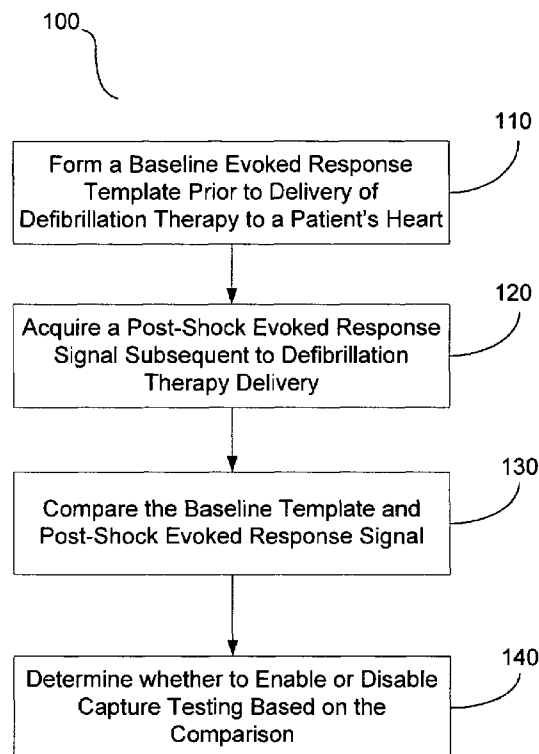 100
110
Form a Baseline Evoked Response
Template Prior to Delivery of
Defibrillation Therapy to a Patient's Heart
120
Acquire a Post-Shock Evoked Response
Signal Subsequent to Defibrillation
Therapy Delivery
130
Compare the Baseline Template and
Post-Shock Evoked Response Signal
140
Determine whether to Enable or Disable
Capture Testing Based on the
Comparison